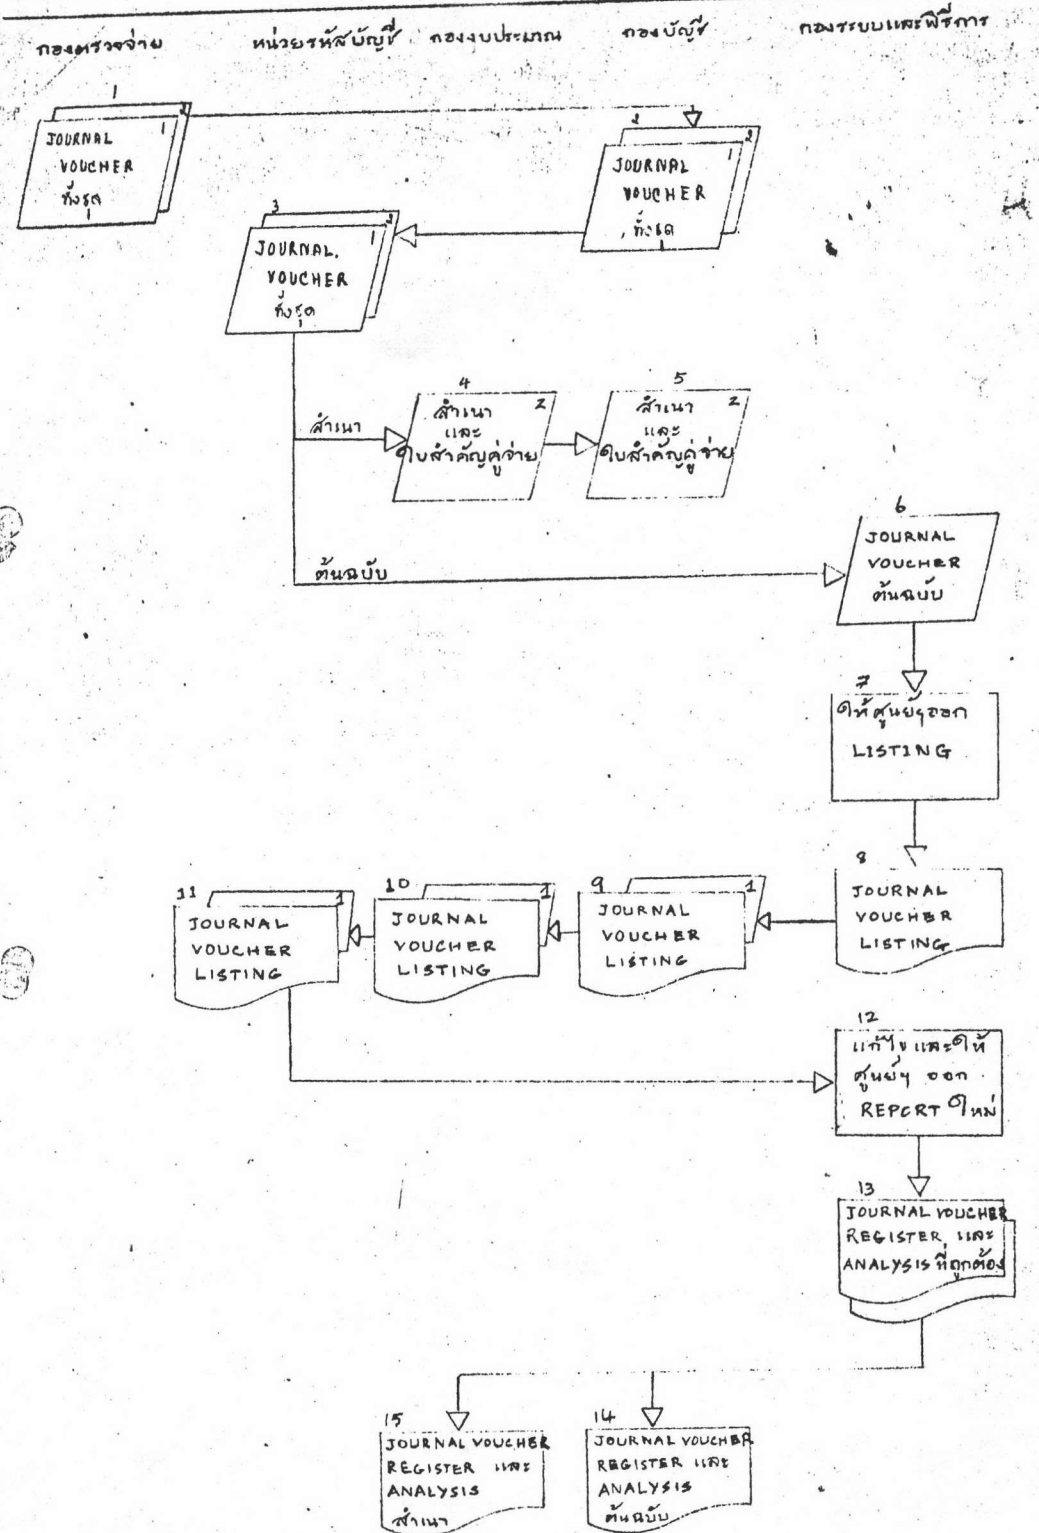 กองตรวจจ่าย
หน่วยรหัสบัญชี
กองงบประมาณ
กองบัญชี
กองระบบและพิธีการ
1
2
1
JOURNAL
VOUCHER
ทั้งชุด
2
2
1
JOURNAL
VOUCHER
ทั้งชุด
3
2
1
JOURNAL.
VOUCHER
ทั้งชุด
สำเนา
4
2
สำเนา
และ
ใบสำคัญคู่จ่าย
5
2
สำเนา
และ
ใบสำคัญคู่จ่าย
ต้นฉบับ
6
JOURNAL
VOUCHER
ต้นฉบับ
7
ให้ศูนย์ฯออก
LISTING
8
JOURNAL
VOUCHER
LISTING
9
1
JOURNAL
VOUCHER
LISTING
10
1
JOURNAL
VOUCHER
LISTING
11
1
JOURNAL
VOUCHER
LISTING
12
แก้ไขและให้
ศูนย์ฯ ออก
REPORT ใหม่
13
JOURNAL VOUCHER
REGISTER และ
ANALYSIS ที่ถูกต้อง
15
JOURNAL VOUCHER
REGISTER และ
ANALYSIS
สำเนา
14
JOURNAL VOUCHER
REGISTER และ
ANALYSIS
ต้นฉบับ